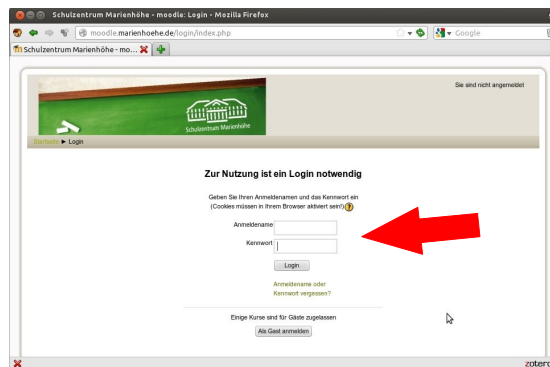 Schulzentrum Marienhöhe - moodle: Login - Mozilla Firefox
moodle.marienhoehe.de/login/index.php
Google
Schulzentrum Marienhöhe - mo...
Sie sind nicht angemeldet
Schulzentrum Marienhöhe
Startseite ► Login
Zur Nutzung ist ein Login notwendig
Geben Sie Ihren Anmeldenamen und das Kennwort ein
(Cookies müssen in Ihrem Browser aktiviert sein!)
Anmeldename
Kennwort
Login
Anmeldename oder
Kennwort vergessen?
Einige Kurse sind für Gäste zugelassen
Als Gast anmelden
zotero